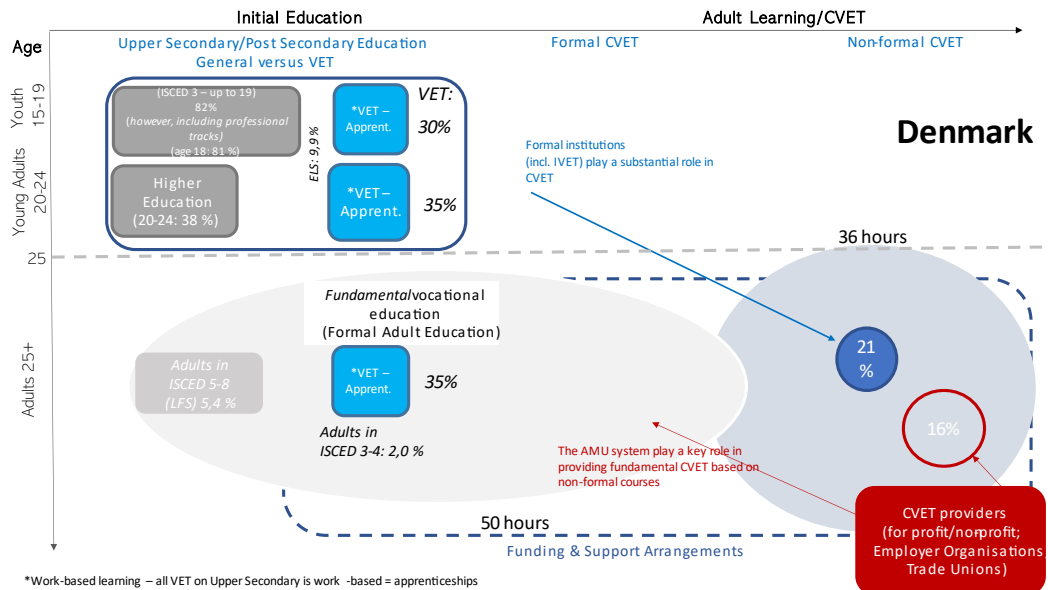 Initial Education
Adult Learning/CVET
Age
Upper Secondary/Post Secondary Education
General versus VET
Formal CVET
Non-formal CVET
Youth
15-19
(ISCED 3 – up to 19)
82%
(however, including professional
tracks)
(age 18: 81 %)
ELS: 9,9 %
*VET –
Apprent.
VET:
30%
Denmark
Young Adults
20-24
Higher
Education
(20-24: 38 %)
*VET –
Apprent.
35%
Formal institutions
(incl. IVET) play a substantial role in
CVET
36 hours
25
Fundamentalvocational
education
(Formal Adult Education)
Adults 25+
Adults in
ISCED 5-8
(LFS) 5,4 %
*VET –
Apprent.
35%
21
%
16%
Adults in
ISCED 3-4: 2,0 %
The AMU system play a key role in
providing fundamental CVET based on
non-formal courses
50 hours
Funding & Support Arrangements
CVET providers
(for profit/nonprofit;
Employer Organisations
Trade Unions)
*Work-based learning – all VET on Upper Secondary is work -based = apprenticeships